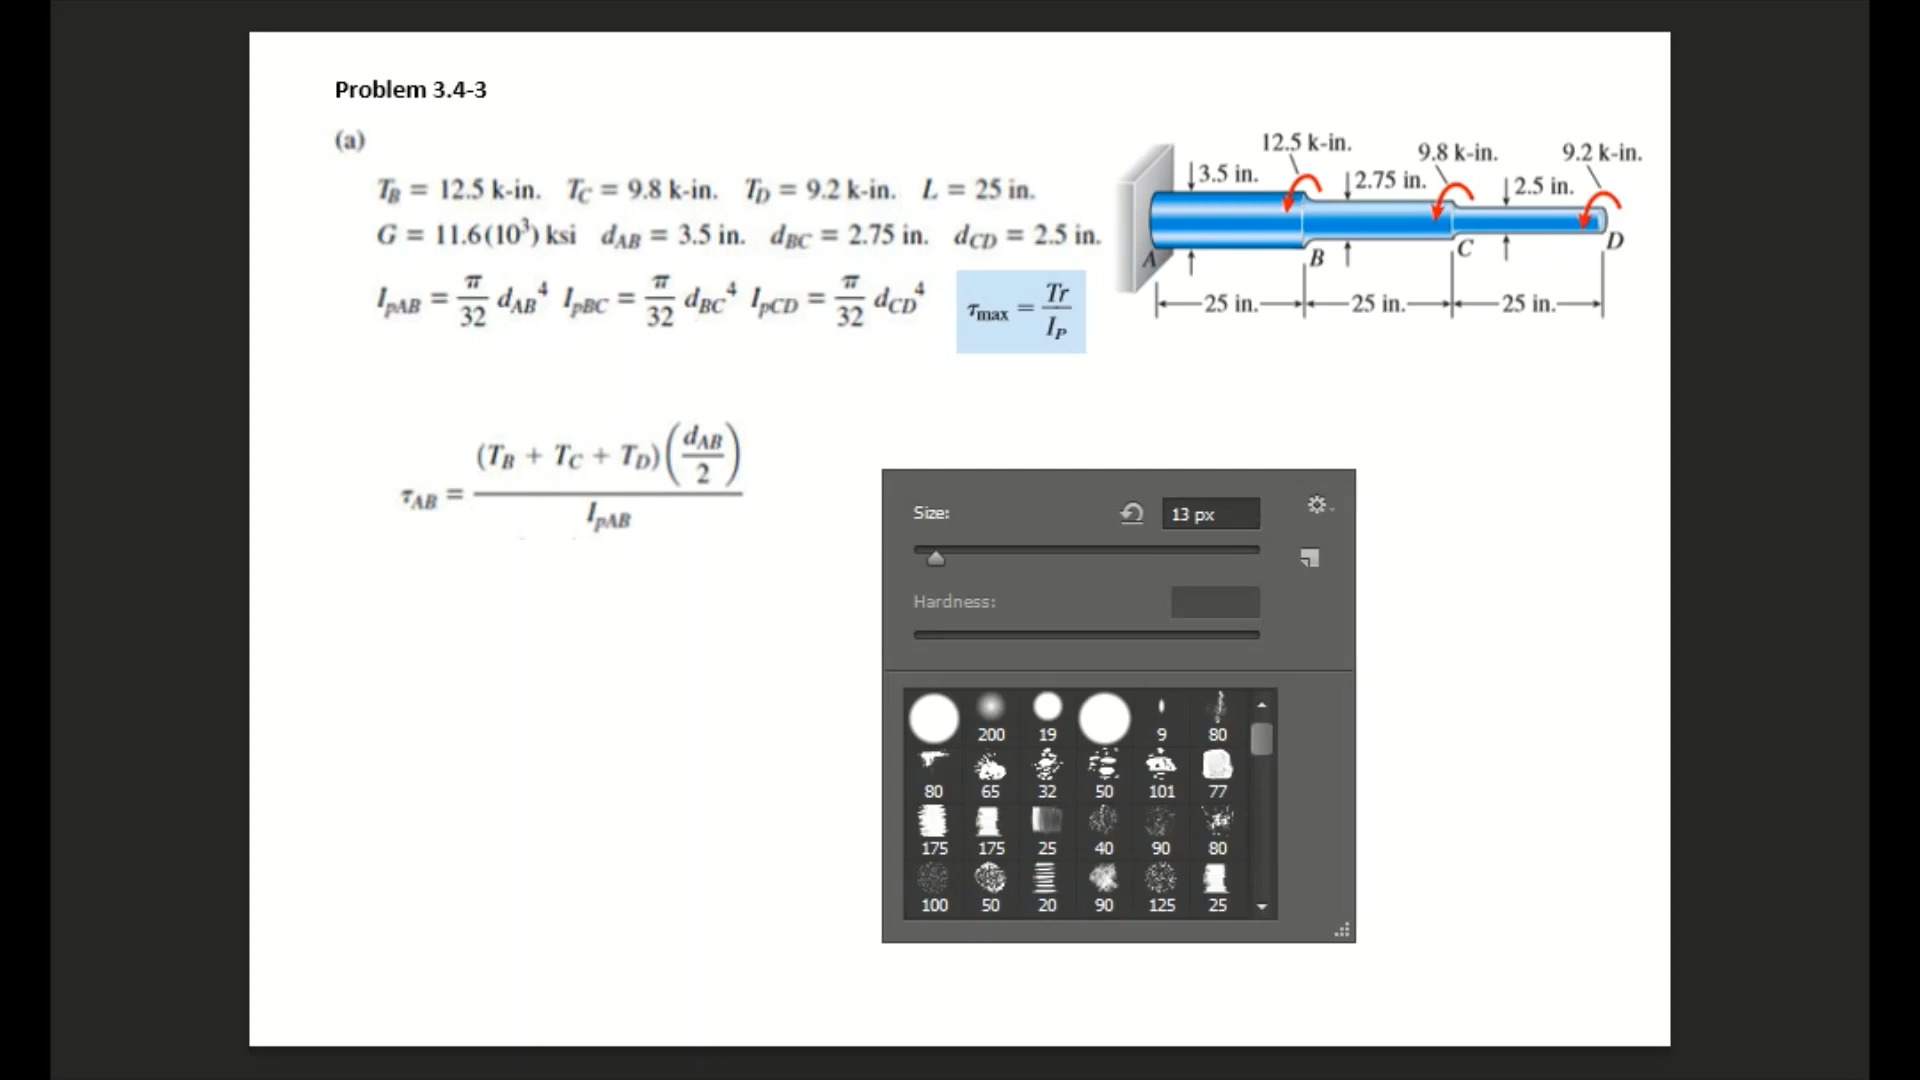 Problem 3.4-3
(a)
T_B = 12.5 k-in. T_C = 9.8 k-in. T_D = 9.2 k-in. L = 25 in.
G = 11.6(10³) ksi d_AB = 3.5 in. d_BC = 2.75 in. d_CD = 2.5 in.
I_pAB = π/32 d_AB⁴ I_pBC = π/32 d_BC⁴ I_pCD = π/32 d_CD⁴
τ_max = Tr/I_P
12.5 k-in.
9.8 k-in.
9.2 k-in.
3.5 in.
2.75 in.
2.5 in.
A
B
C
D
25 in.
25 in.
25 in.
τ_AB = (T_B + T_C + T_D)(d_AB/2)/I_pAB
Size:
13 px
Hardness:
200 19 9 80
80 65 32 50 101 77
175 175 25 40 90 80
100 50 20 90 125 25